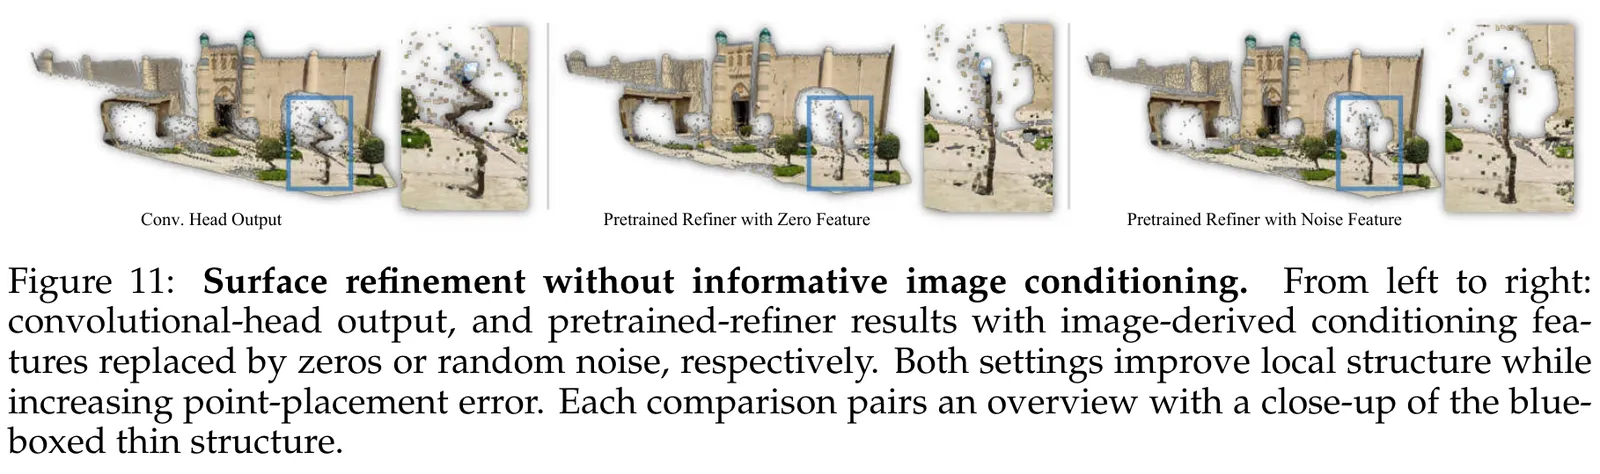 Conv. Head Output
Pretrained Refiner with Zero Feature
Pretrained Refiner with Noise Feature
Figure 11: Surface refinement without informative image conditioning. From left to right:
convolutional-head output, and pretrained-refiner results with image-derived conditioning fea-
tures replaced by zeros or random noise, respectively. Both settings improve local structure while
increasing point-placement error. Each comparison pairs an overview with a close-up of the blue-
boxed thin structure.